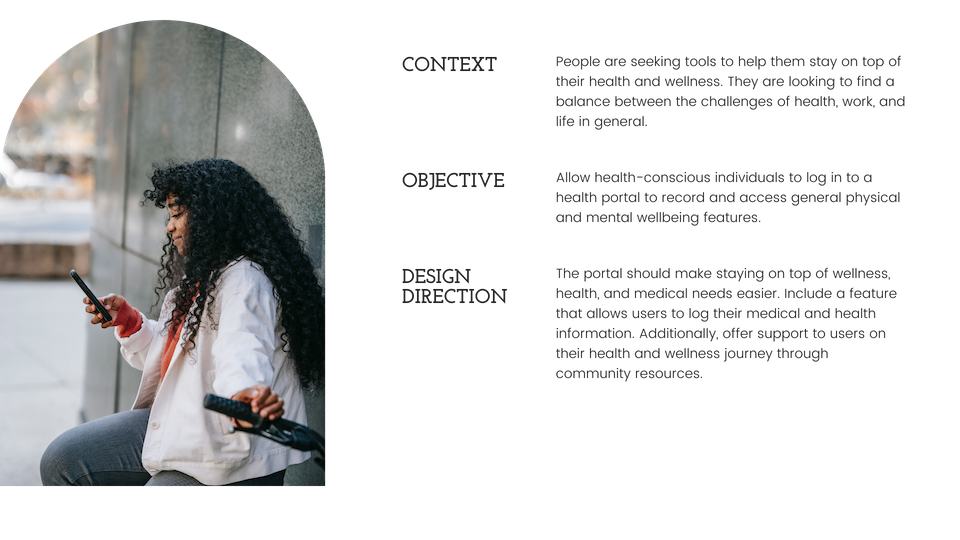 CONTEXT
People are seeking tools to help them stay on top of
their health and wellness. They are looking to find a
balance between the challenges of health, work, and
life in general.
OBJECTIVE
Allow health-conscious individuals to log in to a
health portal to record and access general physical
and mental wellbeing features.
DESIGN
DIRECTION
The portal should make staying on top of wellness,
health, and medical needs easier. Include a feature
that allows users to log their medical and health
information. Additionally, offer support to users on
their health and wellness journey through
community resources.